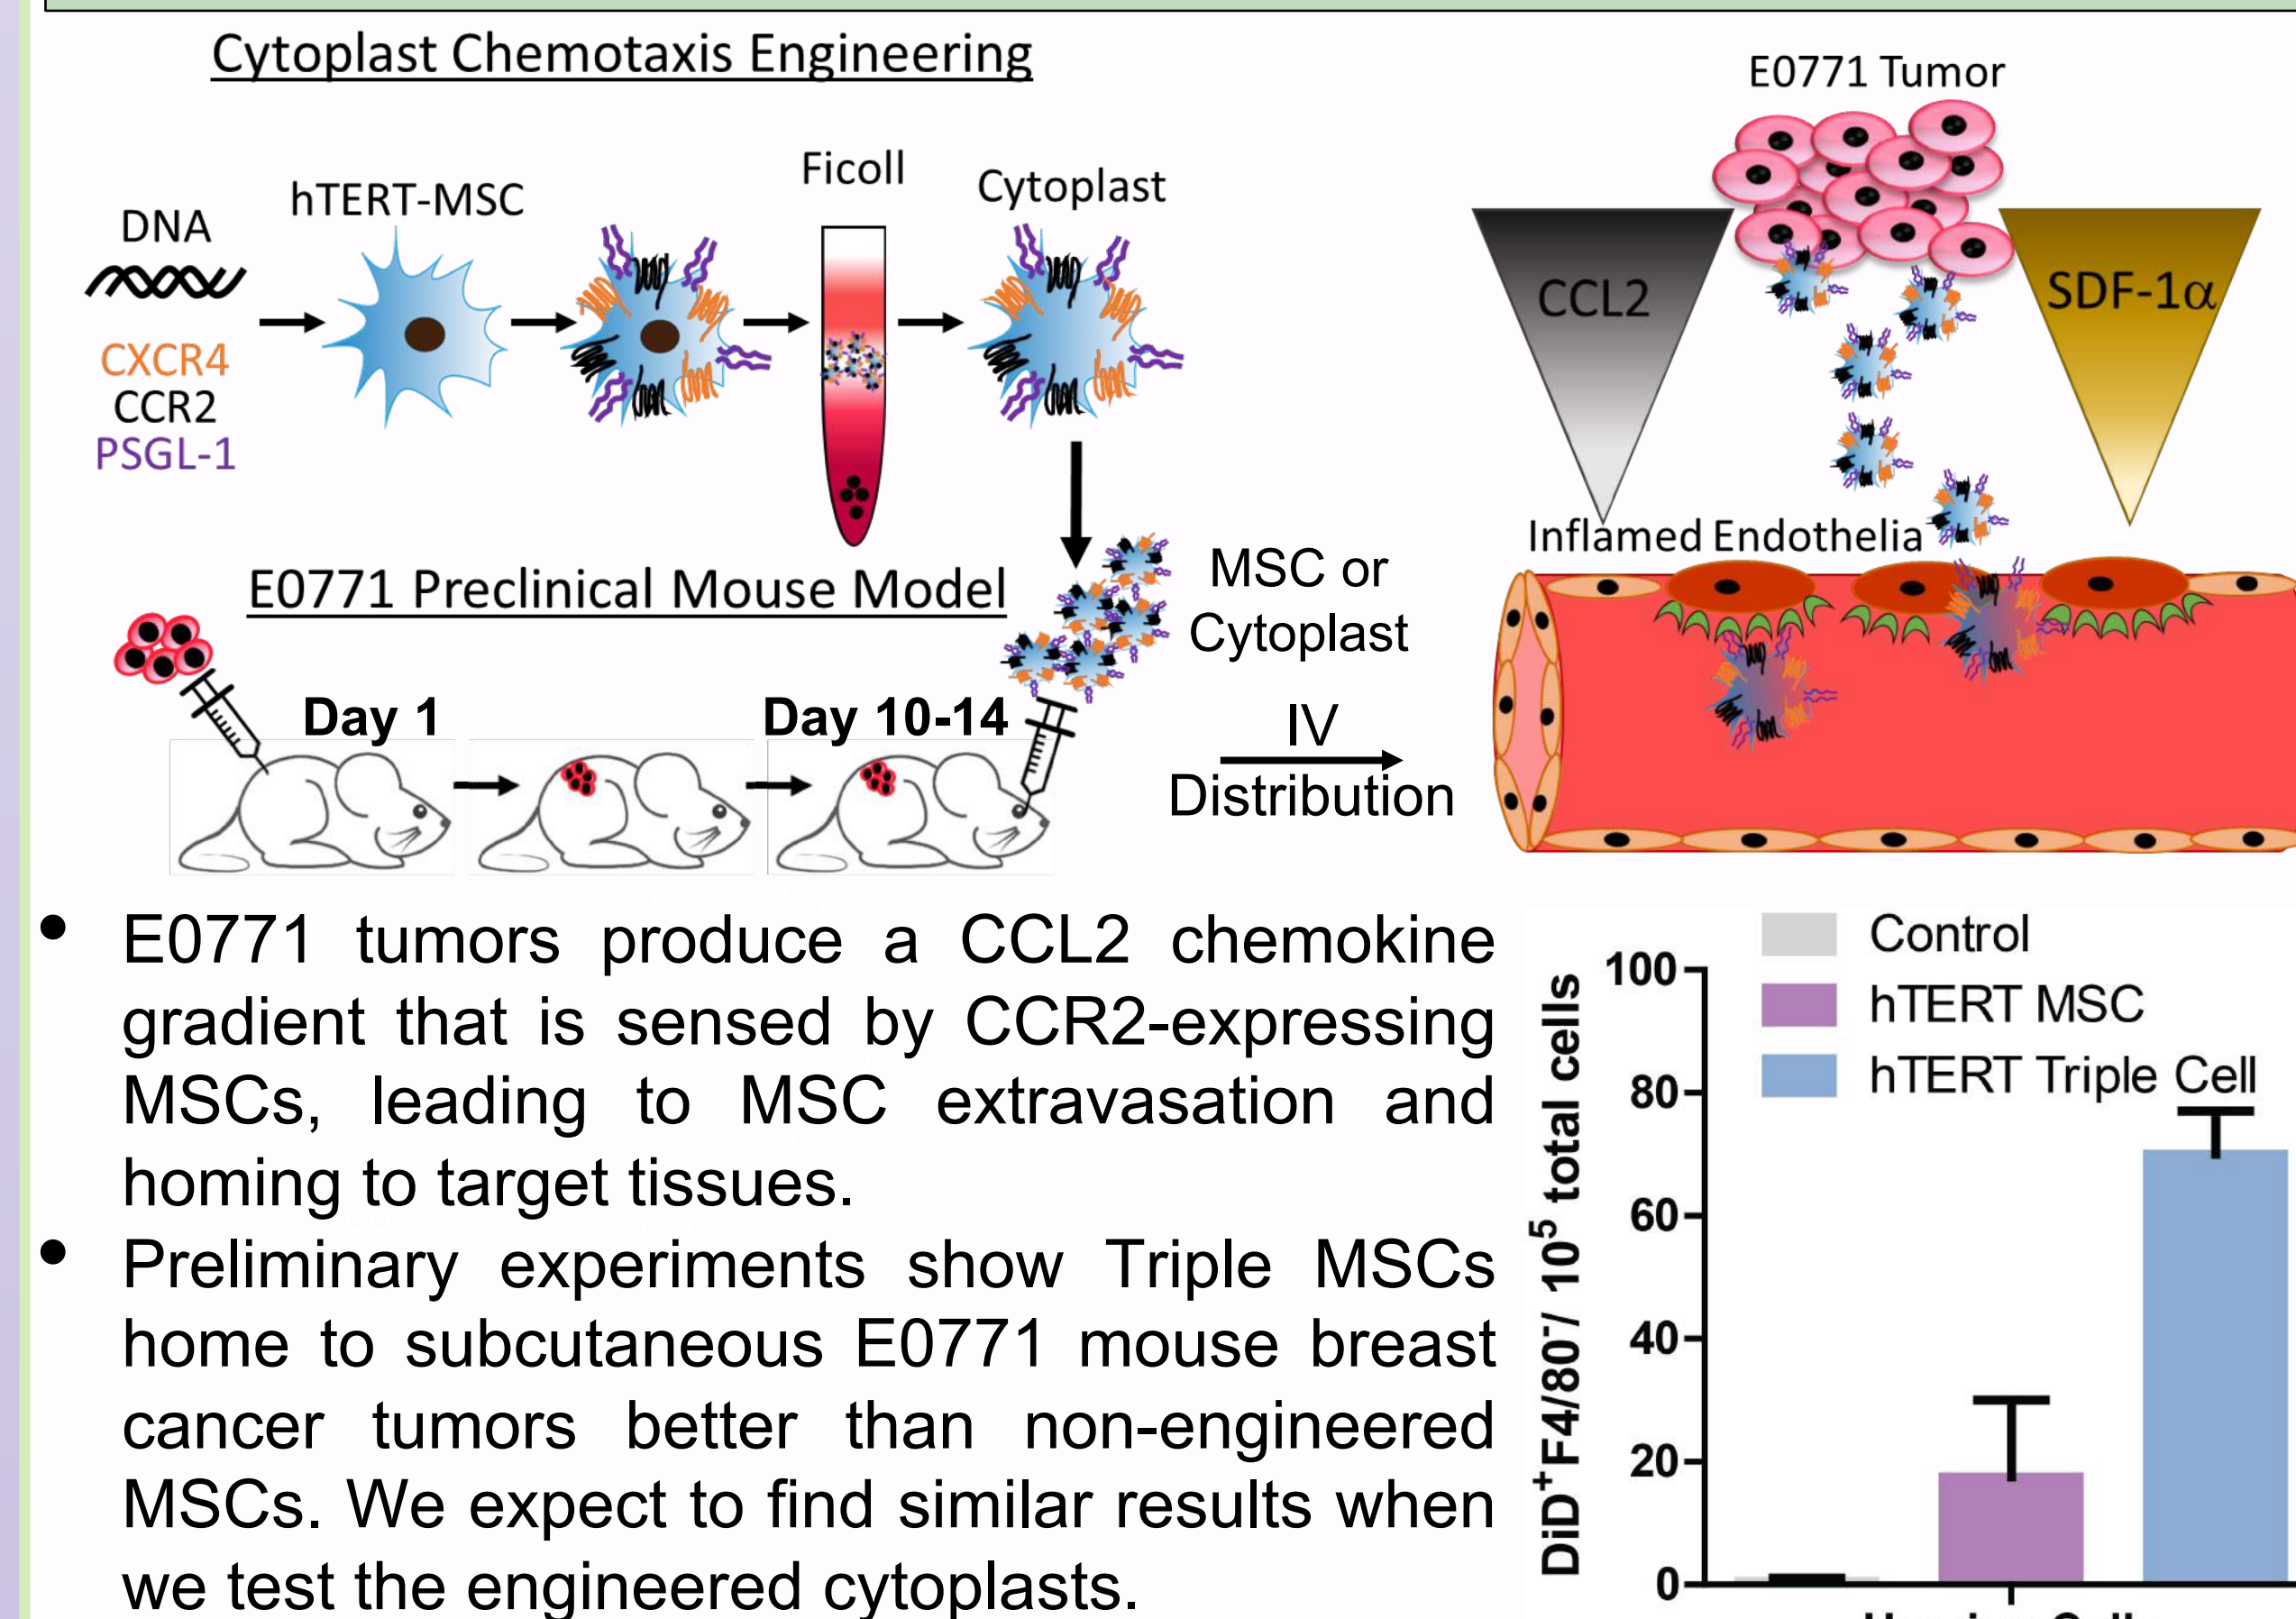 Cytoplast Chemotaxis Engineering
DNA
CXCR4
CCR2
PSGL-1
hTERT-MSC
Ficoll
Cytoplast
E0771 Preclinical Mouse Model
Day 1
Day 10-14
MSC or
Cytoplast
IV
Distribution
E0771 Tumor
CCL2
SDF-1α
Inflamed Endothelia
• E0771 tumors produce a CCL2 chemokine
gradient that is sensed by CCR2-expressing
MSCs, leading to MSC extravasation and
homing to target tissues.
• Preliminary experiments show Triple MSCs
home to subcutaneous E0771 mouse breast
cancer tumors better than non-engineered
MSCs. We expect to find similar results when
we test the engineered cytoplasts.
Control
hTERT MSC
hTERT Triple Cell
DiD⁺F4/80⁻/ 10⁵ total cells
100
80
60
40
20
0